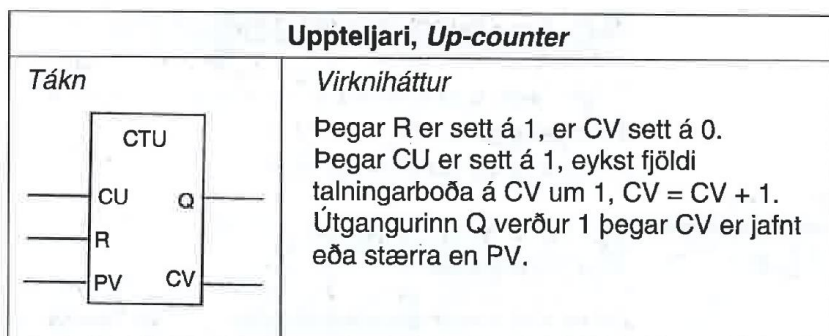 Uppteljari, Up-counter
Tákn
CTU
CU Q
R
PV CV
Virkniháttur
Þegar R er sett á 1, er CV sett á 0.
Þegar CU er sett á 1, eykst fjöldi
talningarboða á CV um 1, CV = CV + 1.
Útgangurinn Q verður 1 þegar CV er jafnt
eða stærra en PV.